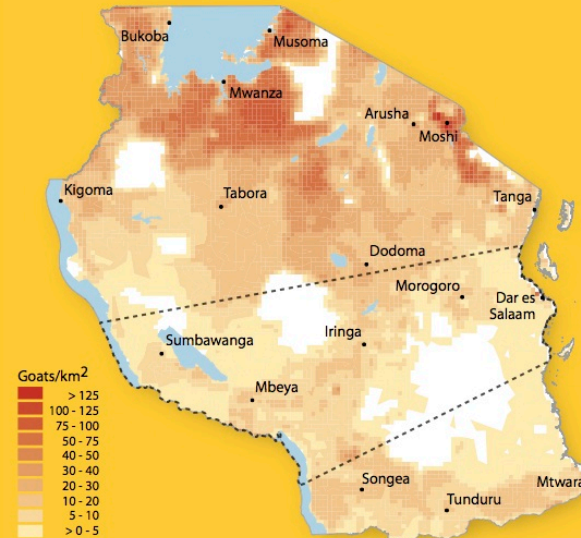 Bukoba
Musoma
Mwanza
Arusha
Moshi
Kigoma
Tabora
Tanga
Dodoma
Morogoro
Dar es
Salaam
Iringa
Sumbawanga
Mbeya
Songea
Mtwara
Tunduru
Goats/km2
> 125
100 - 125
75 - 100
50 - 75
40 - 50
30 - 40
20 - 30
10 - 20
5 - 10
> 0 - 5